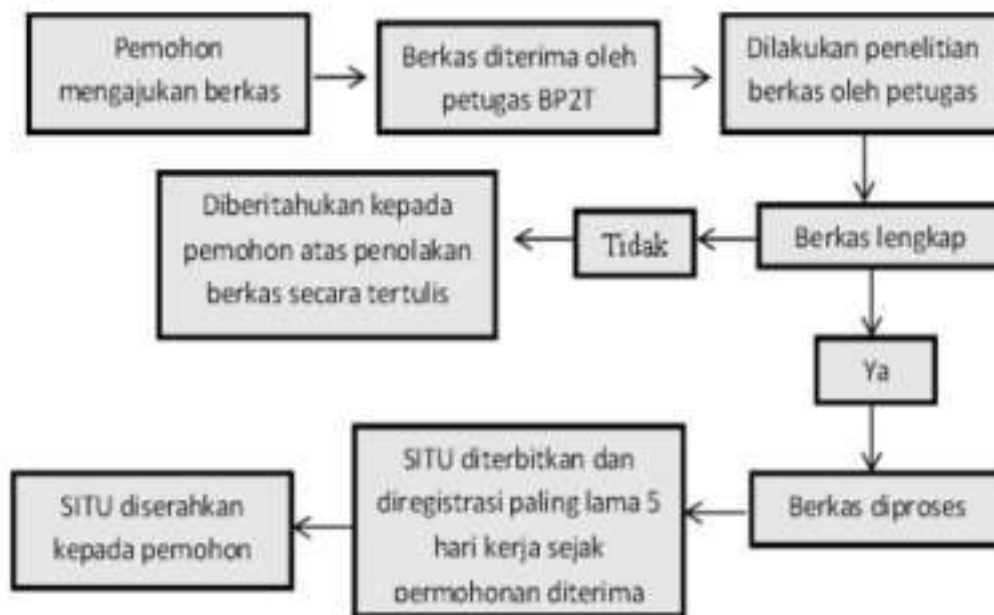 Pemohon
mengajukan berkas
Berkas diterima oleh
petugas BP2T
Dilakukan penelitian
berkas oleh petugas
Berkas lengkap
Tidak
Diberitahukan kepada
pemohon atas penolakan
berkas secara tertulis
Ya
Berkas diproses
SITU diterbitkan dan
diregistrasi paling lama 5
hari kerja sejak
permohonan diterima
SITU diserahkan
kepada pemohon